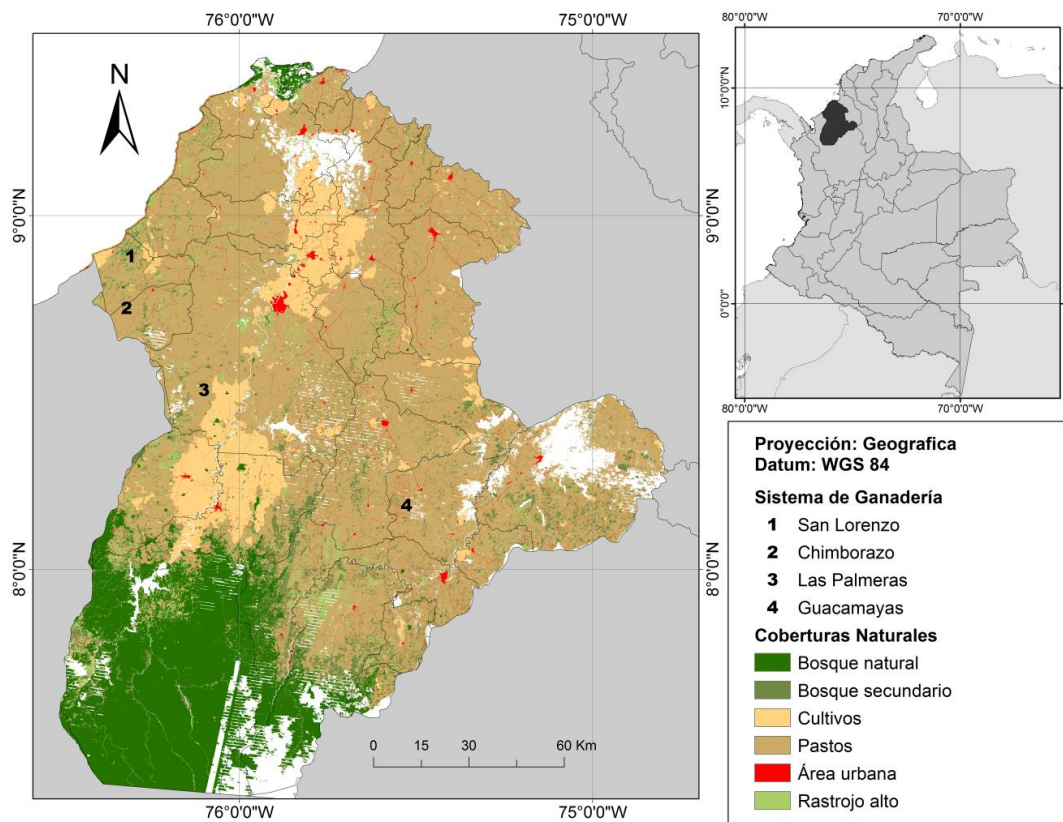 76°0'0"W
75°0'0"W
N
9°0'0"N
9°0'0"N
8°0'0"N
8°0'0"N
1
2
3
4
0 15 30 60 Km
76°0'0"W
75°0'0"W
80°0'0"W
70°0'0"W
10°0'0"N
0°0'0"
80°0'0"W
70°0'0"W
Proyección: Geografica
Datum: WGS 84
Sistema de Ganadería
1 San Lorenzo
2 Chimborazo
3 Las Palmeras
4 Guacamayas
Coberturas Naturales
Bosque natural
Bosque secundario
Cultivos
Pastos
Área urbana
Rastrojo alto